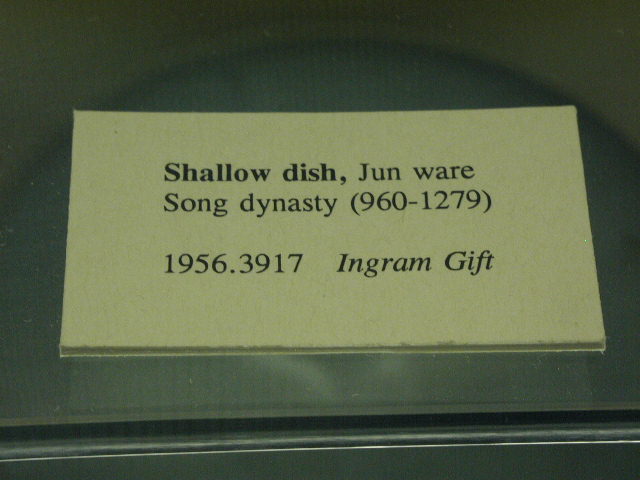 Shallow dish, Jun ware
Song dynasty (960-1279)
1956.3917 Ingram Gift